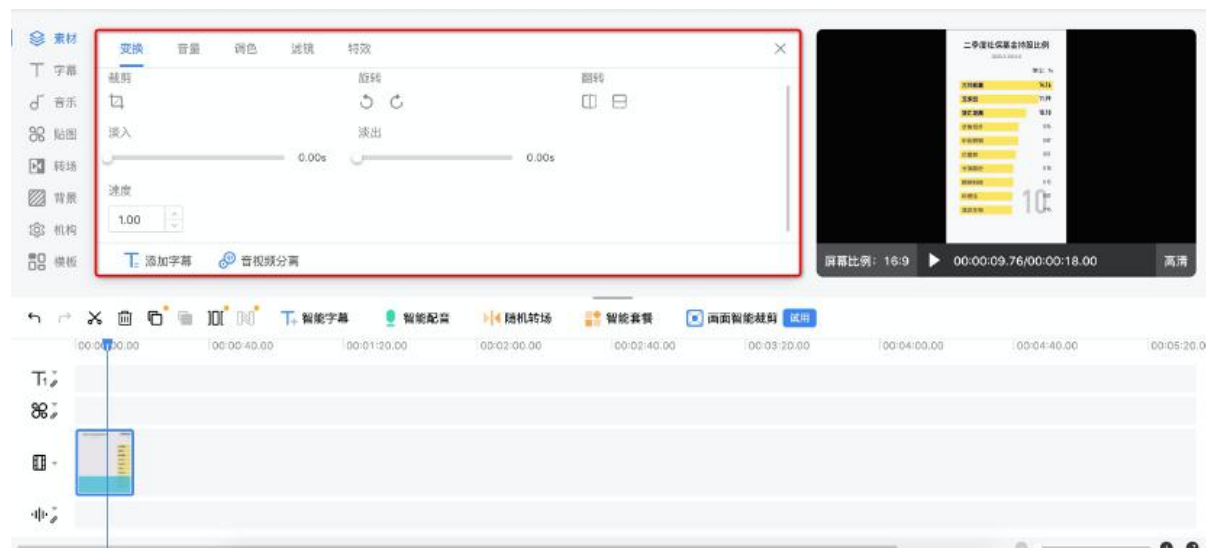 素材
字幕
音乐
贴图
转场
背景
机构
模板
变换 音量 调色 滤镜 特效
裁剪 旋转 翻转
淡入 淡出
0.00s 0.00s
速度
1.00
添加字幕 音视频分离
二季度社保基金持股比例
单位: %
10
屏幕比例: 16:9 00:00:09.76/00:00:18.00 高清
智能字幕 智能配音 随机转场 智能套餐 画面智能裁剪 试用
00:00:00.00 00:00:40.00 00:01:20.00 00:02:00.00 00:02:40.00 00:03:20.00 00:04:00.00 00:04:40.00 00:05:20.0